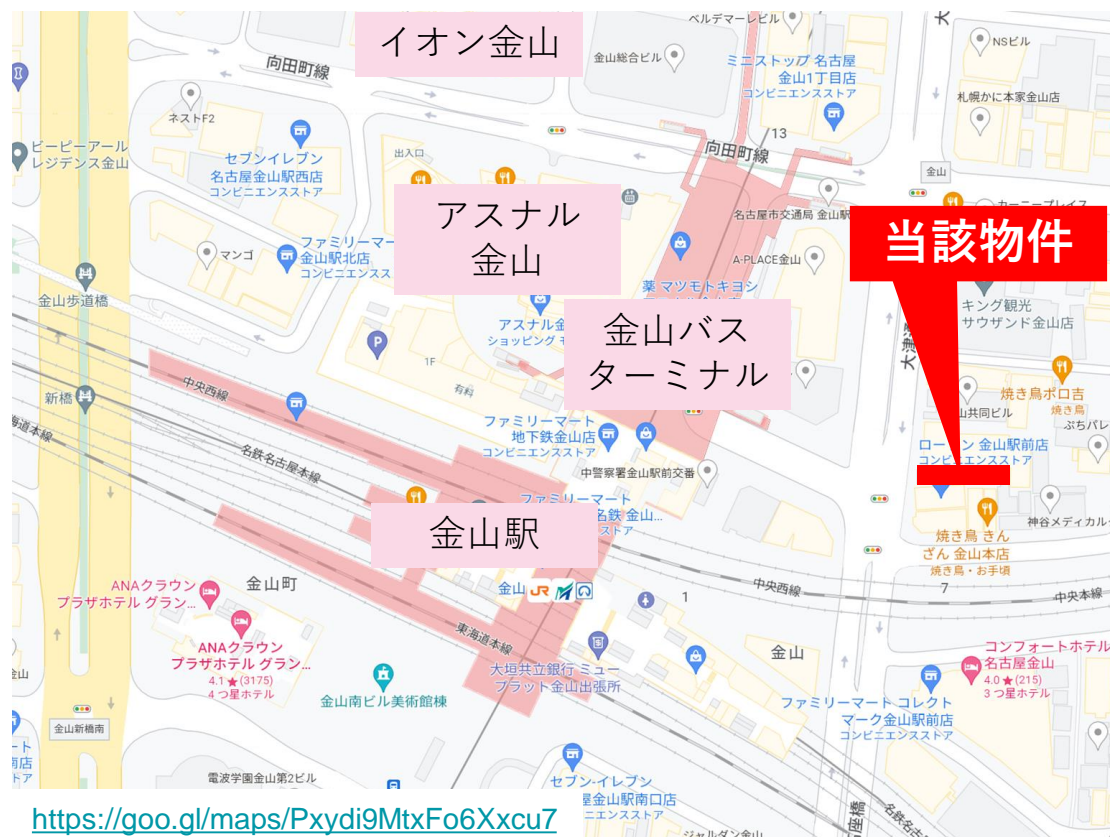 イオン金山
ベルデマーレビル
NSビル
金山総合ビル
ミニストップ 名古屋
金山1丁目店
コンビニエンスストア
向田町線
札幌かに本家金山店
ネストF2
13
ビーピーアール
レジデンス金山
セブンイレブン
名古屋金山駅西店
コンビニエンスストア
出入口
向田町線
金山
アスナル
金山
名古屋市交通局 金山駅
当該物件
マンゴ
ファミリーマー
金山駅北店
コンビニエンスス
A-PLACE金山
金山歩道橋
薬 マツモトキヨシ
キング観光
サウザンド金山店
金山バス
ターミナル
アスナル金
ショッピング モ
P
1F
有料
大津通
中央西線
新橋
焼き鳥ポロ吉
焼き鳥
山共同ビル
ぷちパレ
ファミリーマート
地下鉄金山店
コンビニエンスストア
ローソン 金山駅前店
コンビニエンスストア
海道本線
名鉄名古屋本線
中警察署金山駅前交番
ファミリーマート
名鉄 金山...
金山駅
神谷メディカル
焼き鳥 きん
ざん 金山本店
焼き鳥・お手頃
金山町
金山
JR
1
中央西線
7
中央本線
ANAクラウン
プラザホテル グラン...
東海道本線
ANAクラウン
プラザホテル グラン...
4.1★(3175)
4 つ星ホテル
大垣共立銀行 ミュー
プラット金山出張所
金山
コンフォートホテル
名古屋金山
4.0★(215)
3 つ星ホテル
金山南ビル美術館棟
ファミリーマート コレクト
マーク金山駅前店
コンビニエンスストア
金山新橋南
電波学園金山第2ビル
セブン-イレブン
屋金山駅南口店
ニエンスストア
https://goo.gl/maps/Pxydi9MtxFo6Xxcu7
ジャルダン金山